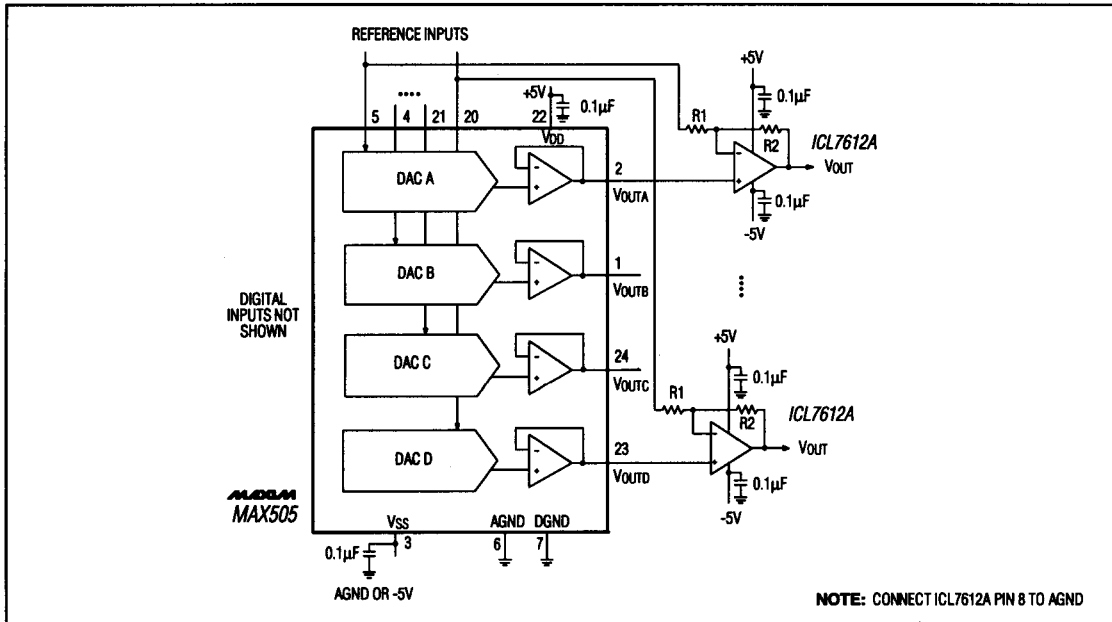 REFERENCE INPUTS
+5V
0.1µF
5 4 21 20 22
VDD
DAC A
2
VOUTA
DAC B
1
VOUTB
DIGITAL
INPUTS NOT
SHOWN
DAC C
24
VOUTC
DAC D
23
VOUTD
MAXIM
MAX505
VSS
AGND DGND
3
6 7
0.1µF
AGND OR -5V
+5V
0.1µF
R1
R2
ICL7612A
VOUT
0.1µF
-5V
+5V
0.1µF
R1
R2
ICL7612A
VOUT
0.1µF
-5V
NOTE: CONNECT ICL7612A PIN 8 TO AGND